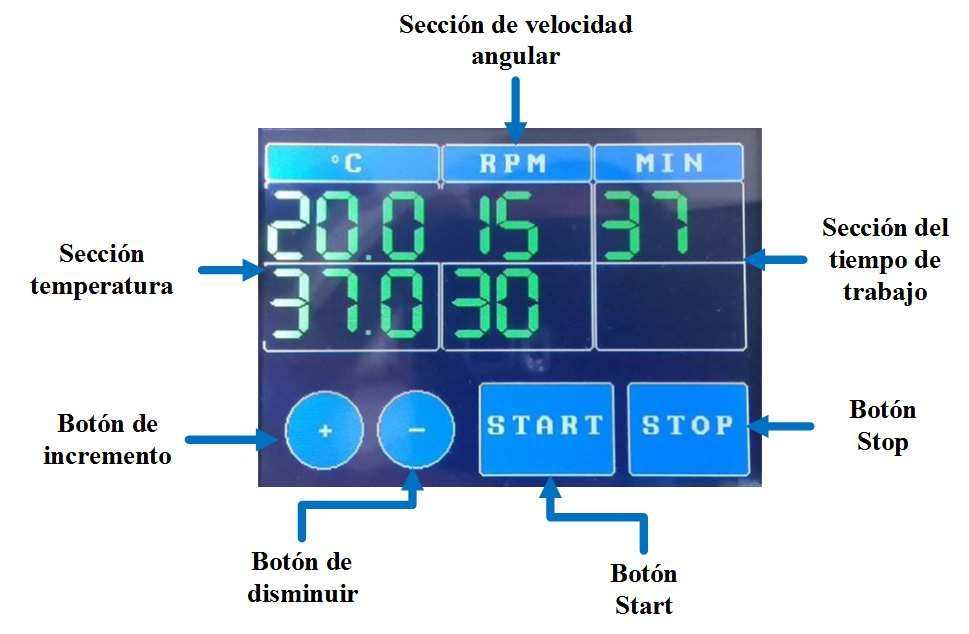 Sección de velocidad
angular
°C RPM MIN
20.0 15 37
37.0 30
Sección
temperatura
Sección del
tiempo de
trabajo
+ - START STOP
Botón de
incremento
Botón
Stop
Botón de
disminuir
Botón
Start